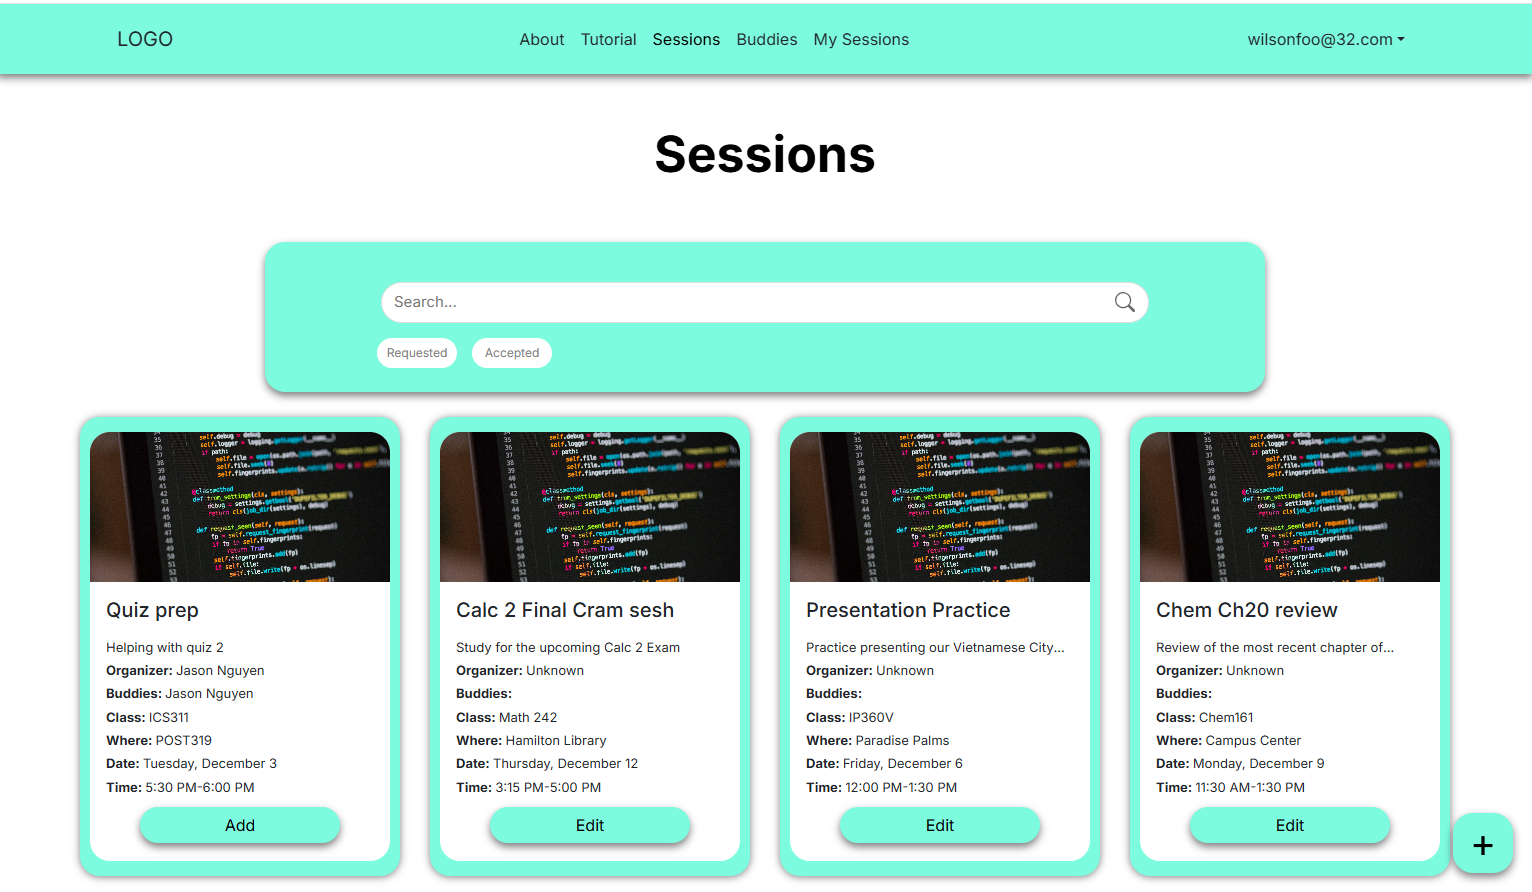 LOGO
About Tutorial Sessions Buddies My Sessions
wilsonfoo@32.com
Sessions
Search...
Requested Accepted
Quiz prep
Helping with quiz 2
Organizer: Jason Nguyen
Buddies: Jason Nguyen
Class: ICS311
Where: POST319
Date: Tuesday, December 3
Time: 5:30 PM-6:00 PM
Add
Calc 2 Final Cram sesh
Study for the upcoming Calc 2 Exam
Organizer: Unknown
Buddies:
Class: Math 242
Where: Hamilton Library
Date: Thursday, December 12
Time: 3:15 PM-5:00 PM
Edit
Presentation Practice
Practice presenting our Vietnamese City...
Organizer: Unknown
Buddies:
Class: IP360V
Where: Paradise Palms
Date: Friday, December 6
Time: 12:00 PM-1:30 PM
Edit
Chem Ch20 review
Review of the most recent chapter of...
Organizer: Unknown
Buddies:
Class: Chem161
Where: Campus Center
Date: Monday, December 9
Time: 11:30 AM-1:30 PM
Edit
+